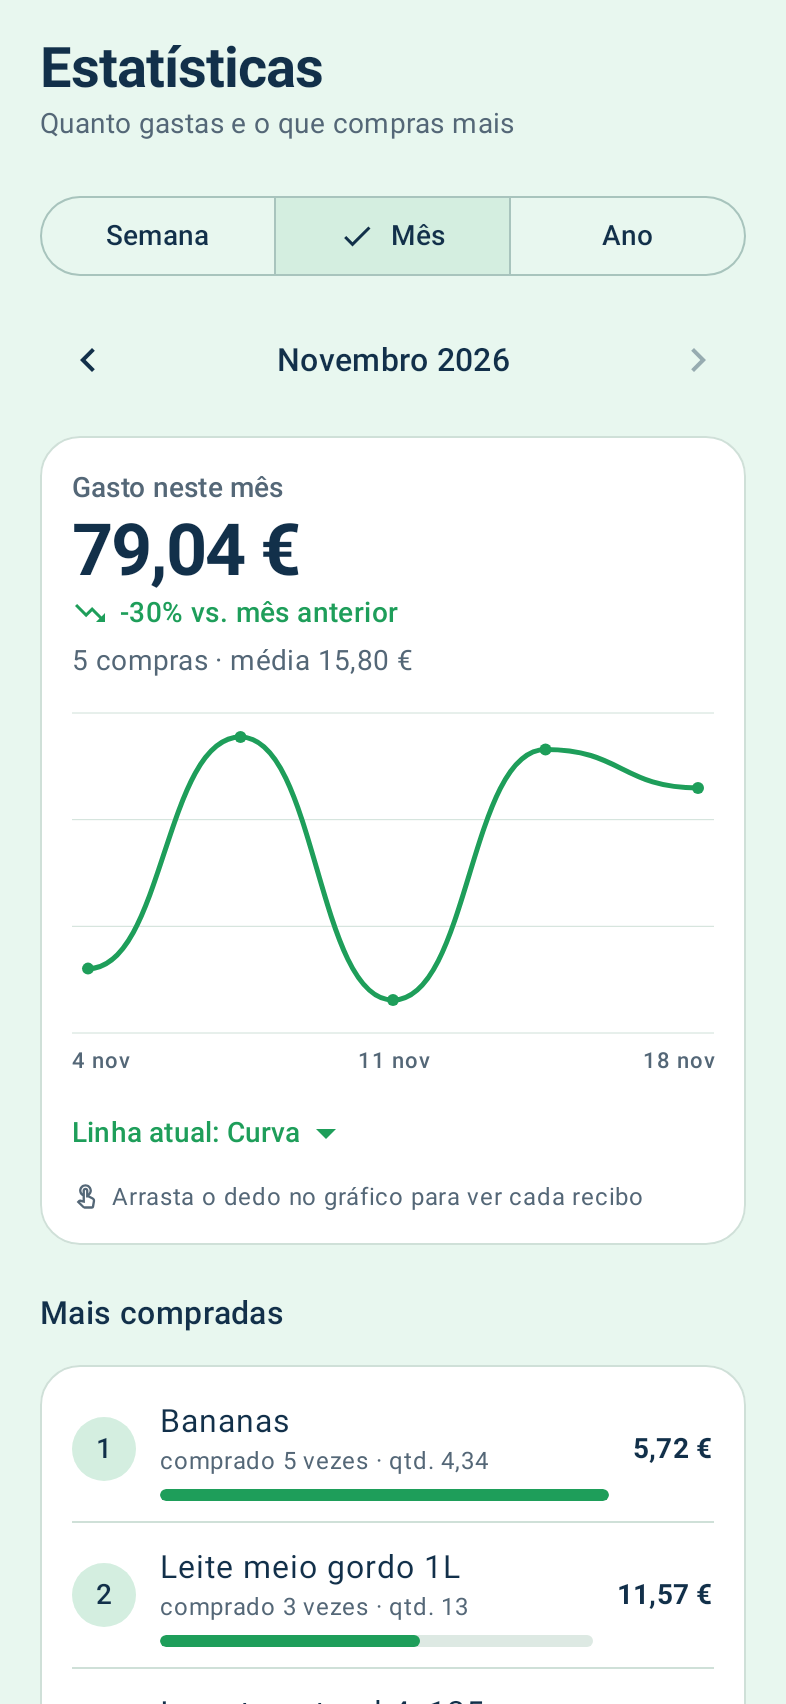 Estatísticas
Quanto gastas e o que compras mais
Semana
Mês
Ano
Novembro 2026
Gasto neste mês
79,04 €
-30% vs. mês anterior
5 compras · média 15,80 €
4 nov
11 nov
18 nov
Linha atual: Curva
Arrasta o dedo no gráfico para ver cada recibo
Mais compradas
1
Bananas
comprado 5 vezes · qtd. 4,34
5,72 €
2
Leite meio gordo 1L
comprado 3 vezes · qtd. 13
11,57 €